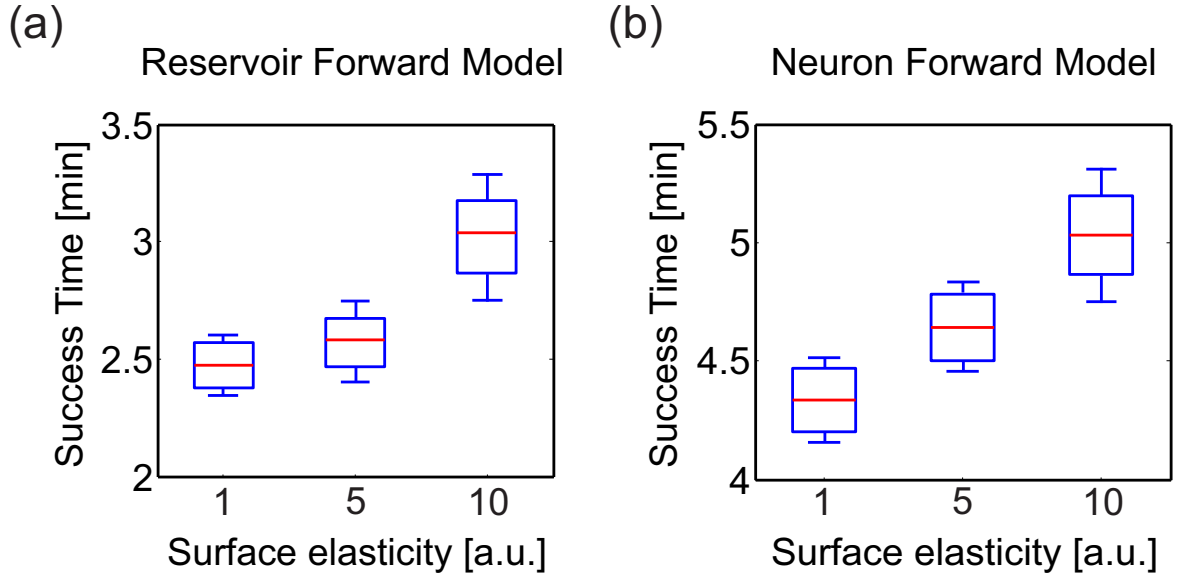 (a)
Reservoir Forward Model
Success Time [min]
3.5
3
2.5
2
1 5 10
Surface elasticity [a.u.]
(b)
Neuron Forward Model
Success Time [min]
5.5
5
4.5
4
1 5 10
Surface elasticity [a.u.]